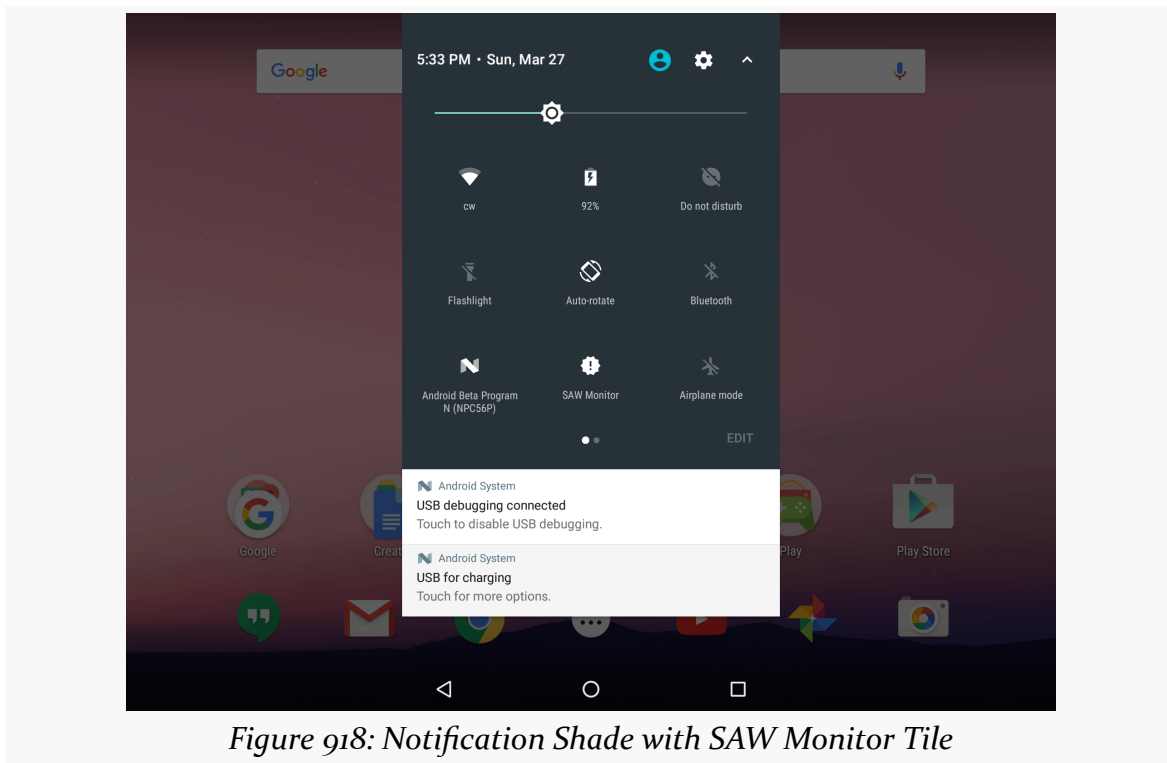 Google
5:33 PM • Sun, Mar 27
cw
92%
Do not disturb
Flashlight
Auto-rotate
Bluetooth
Android Beta Program
N (NPC56P)
SAW Monitor
Airplane mode
EDIT
Android System
USB debugging connected
Touch to disable USB debugging.
Android System
USB for charging
Touch for more options.
Google
Creat
Play
Play Store
Figure 918: Notification Shade with SAW Monitor Tile